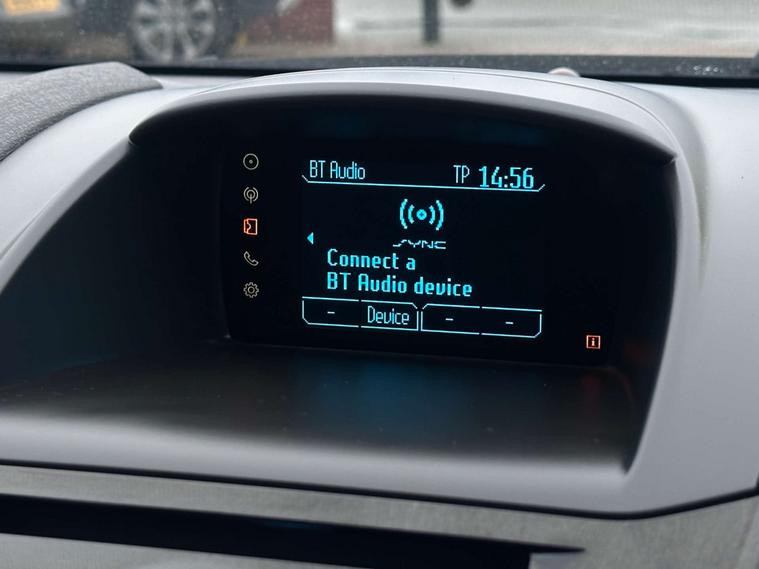 BT Audio TP 14:56
SYNC
Connect a
BT Audio device
- Device - -
i